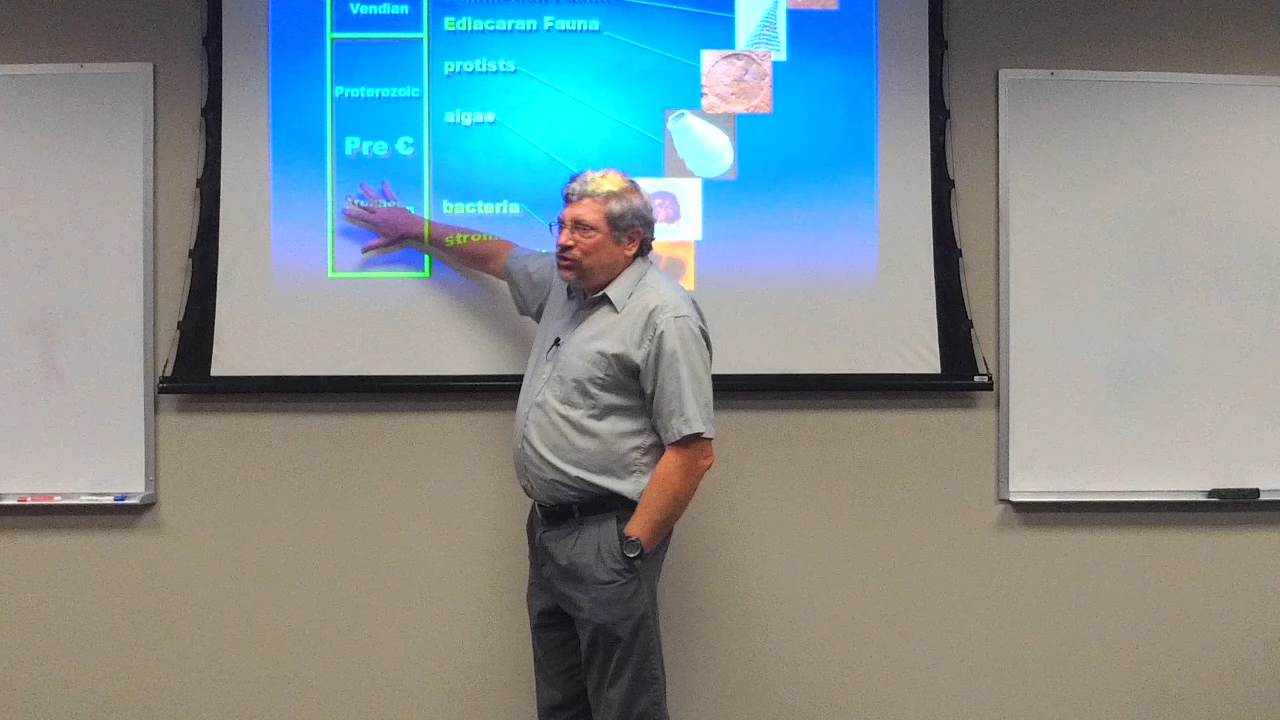 Vendian
Ediacaran Fauna
protists
Proterozoic
algae
Pre €
bacteria